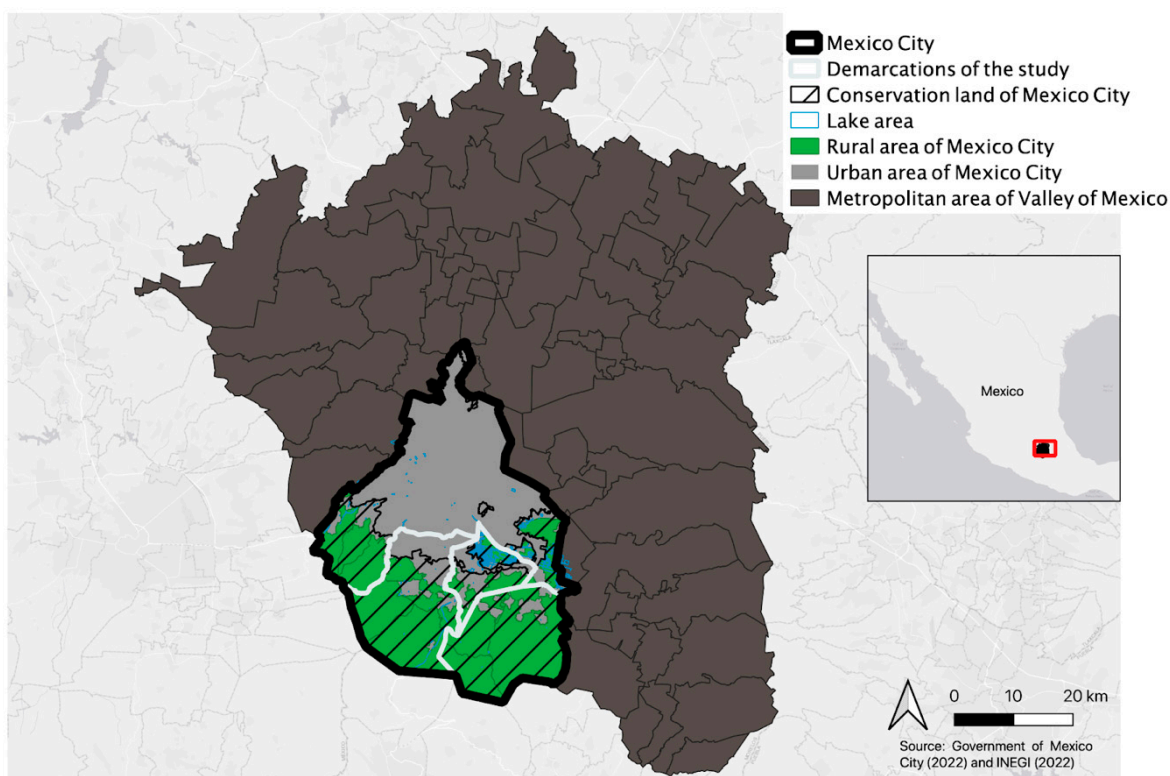 Mexico City
Demarcations of the study
Conservation land of Mexico City
Lake area
Rural area of Mexico City
Urban area of Mexico City
Metropolitan area of Valley of Mexico
Mexico
0 10 20 km
Source: Government of Mexico
City (2022) and INEGI (2022)